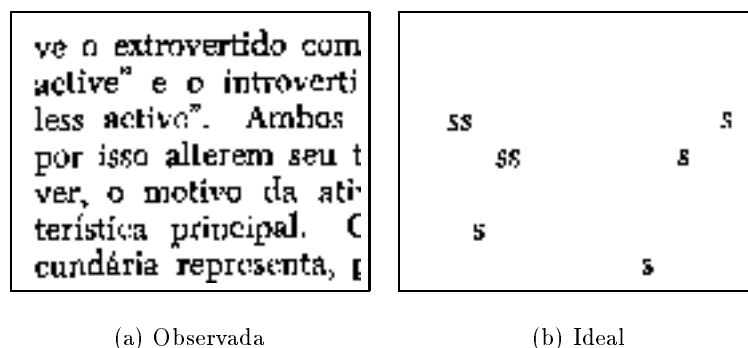 ve o extrovertido com
active" e o introverti
less active". Ambos
por isso alterem seu t
ver, o motivo da ati
terística principal. C
cundária representa, p
ss s
ss s
s
s
(a) Observada
(b) Ideal